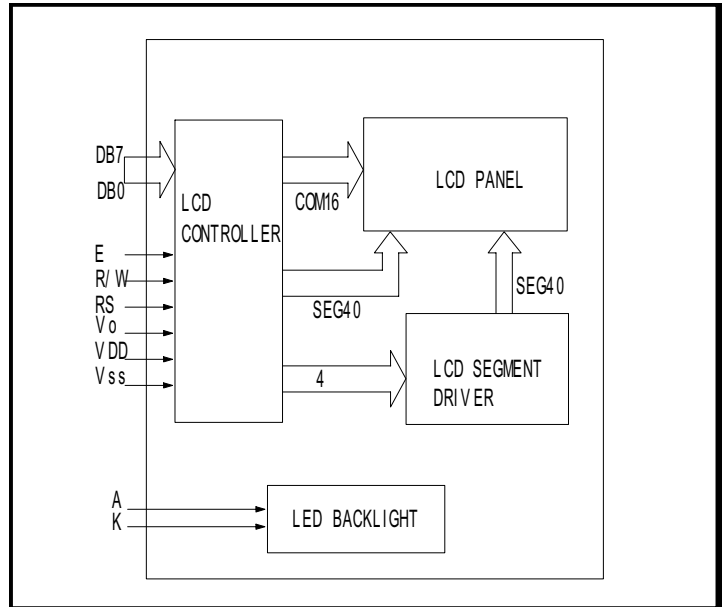 DB7
DB0
E
R/W
RS
Vo
VDD
Vss
A
K
LCD
CONTROLLER
COM16
SEG40
4
LCD PANEL
SEG40
LCD SEGMENT
DRIVER
LED BACKLIGHT